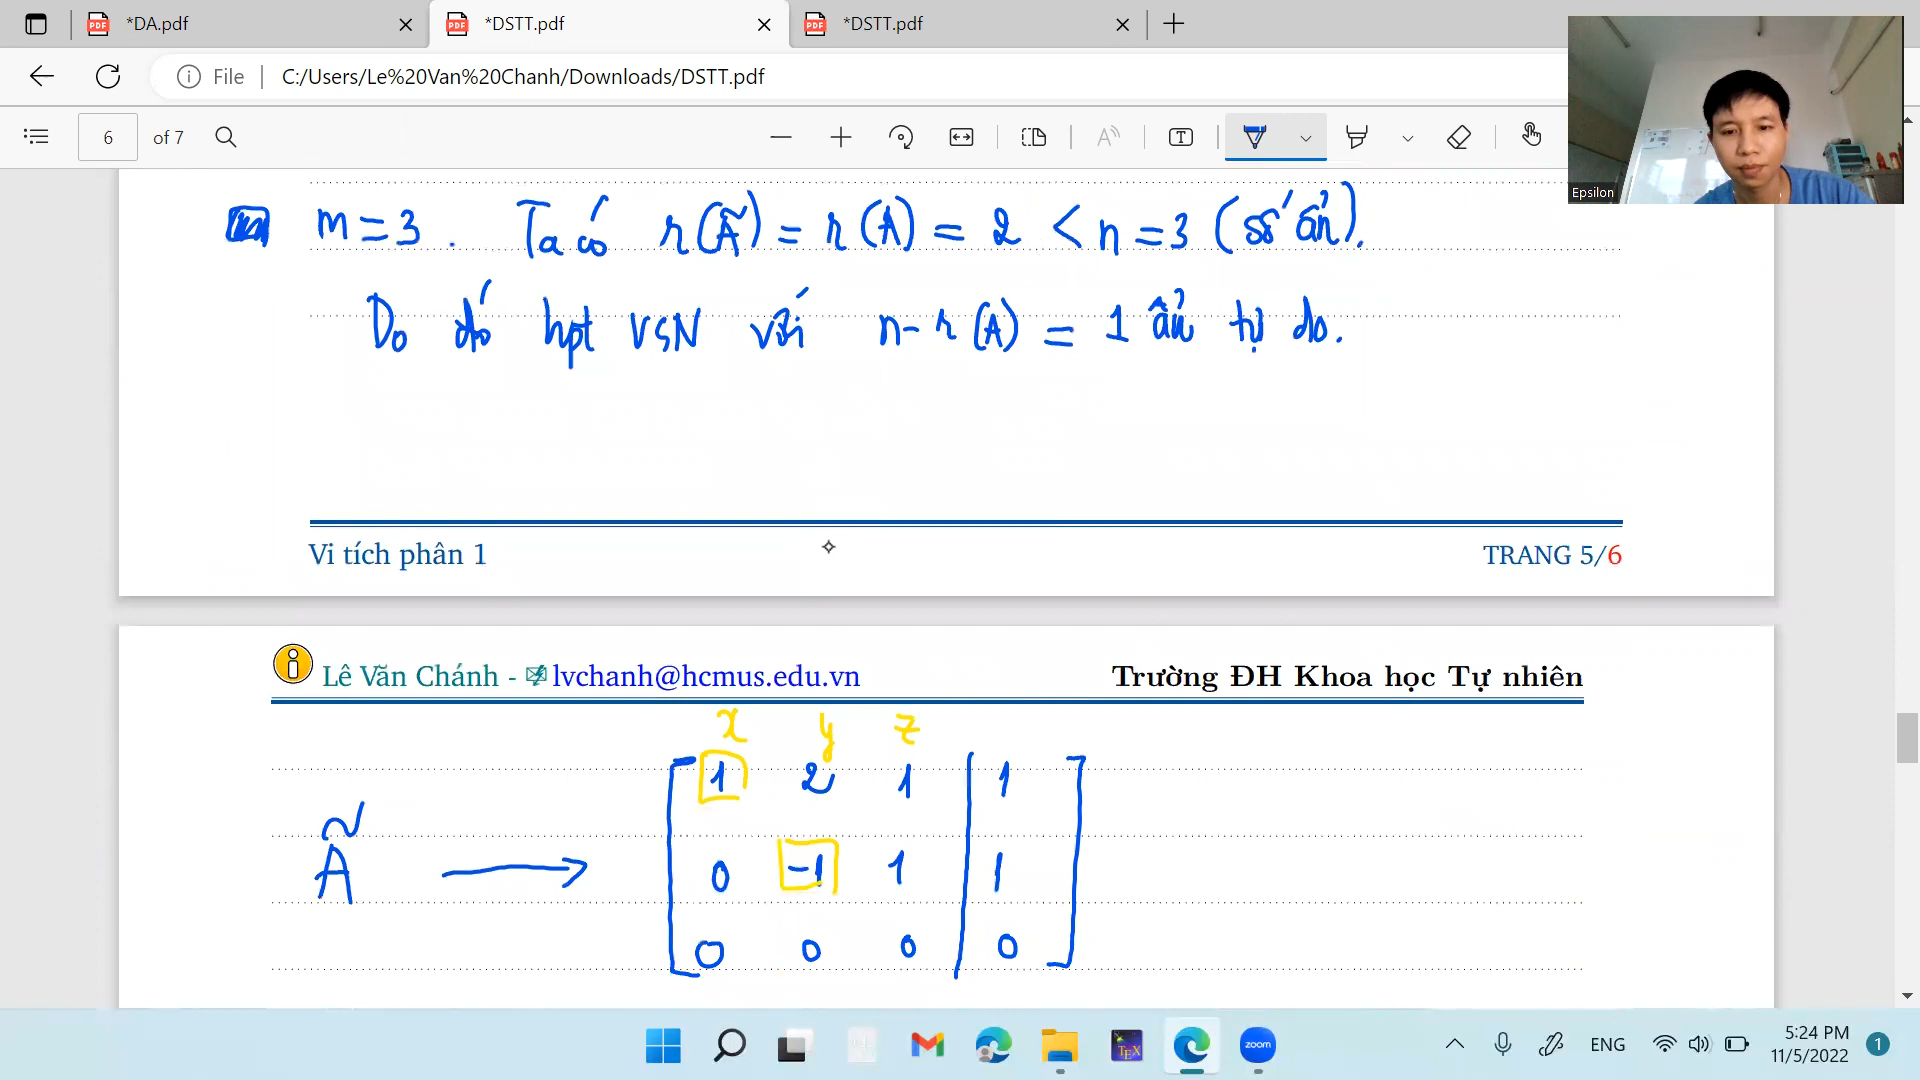 *DA.pdf
*DSTT.pdf
*DSTT.pdf
File
C:/Users/Le%20Van%20Chanh/Downloads/DSTT.pdf
6 of 7
Epsilon
m = 3 . Ta có r(Ã) = r(A) = 2 < n = 3 (số ẩn).
Do đó hpt VSN với n - r(A) = 1 ẩn tự do.
Vi tích phân 1
TRANG 5/6
Lê Văn Chánh - lvchanh@hcmus.edu.vn
Trường ĐH Khoa học Tự nhiên
x y z
1 2 1 | 1
Ã → 0 -1 1 | 1
0 0 0 | 0
TEX
zoom
ENG
5:24 PM
11/5/2022
1